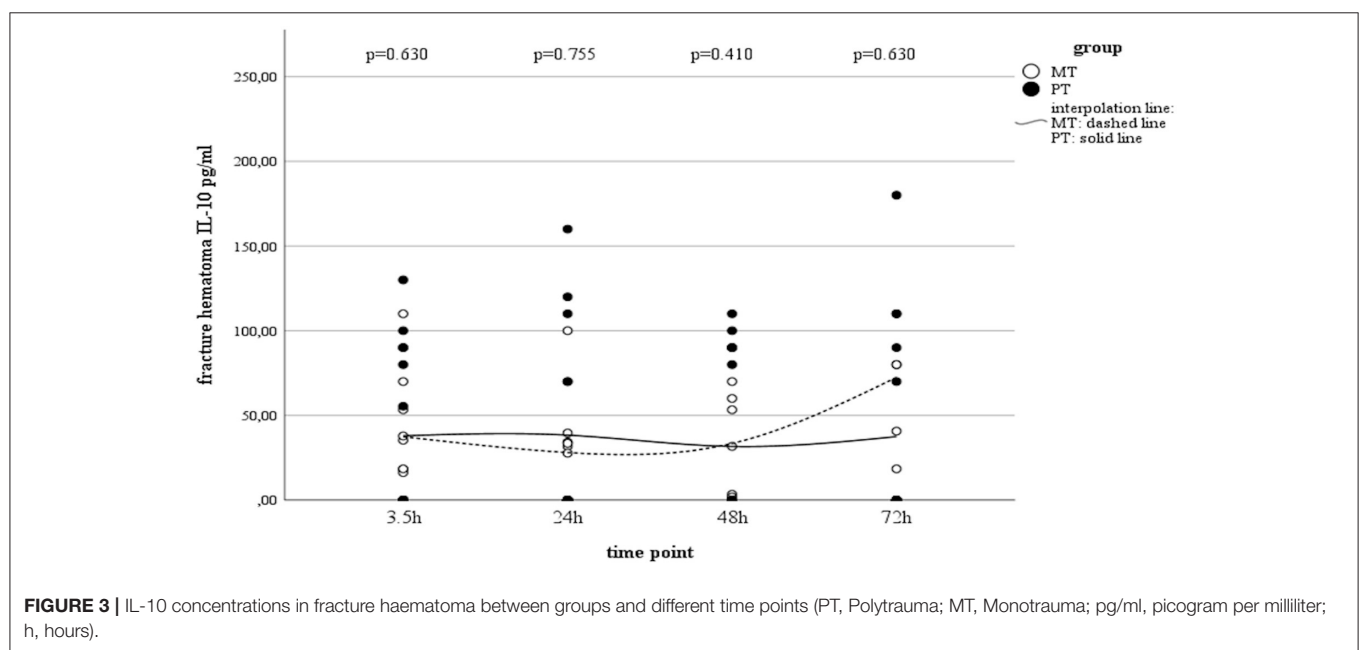 p=0.630 p=0.755 p=0.410 p=0.630
group
MT
PT
interpolation line:
MT: dashed line
PT: solid line
250,00
200,00
150,00
100,00
50,00
,00
fracture hematoma IL-10 pg/ml
3.5h 24h 48h 72h
time point
FIGURE 3 | IL-10 concentrations in fracture haematoma between groups and different time points (PT, Polytrauma; MT, Monotrauma; pg/ml, picogram per milliliter;
h, hours).